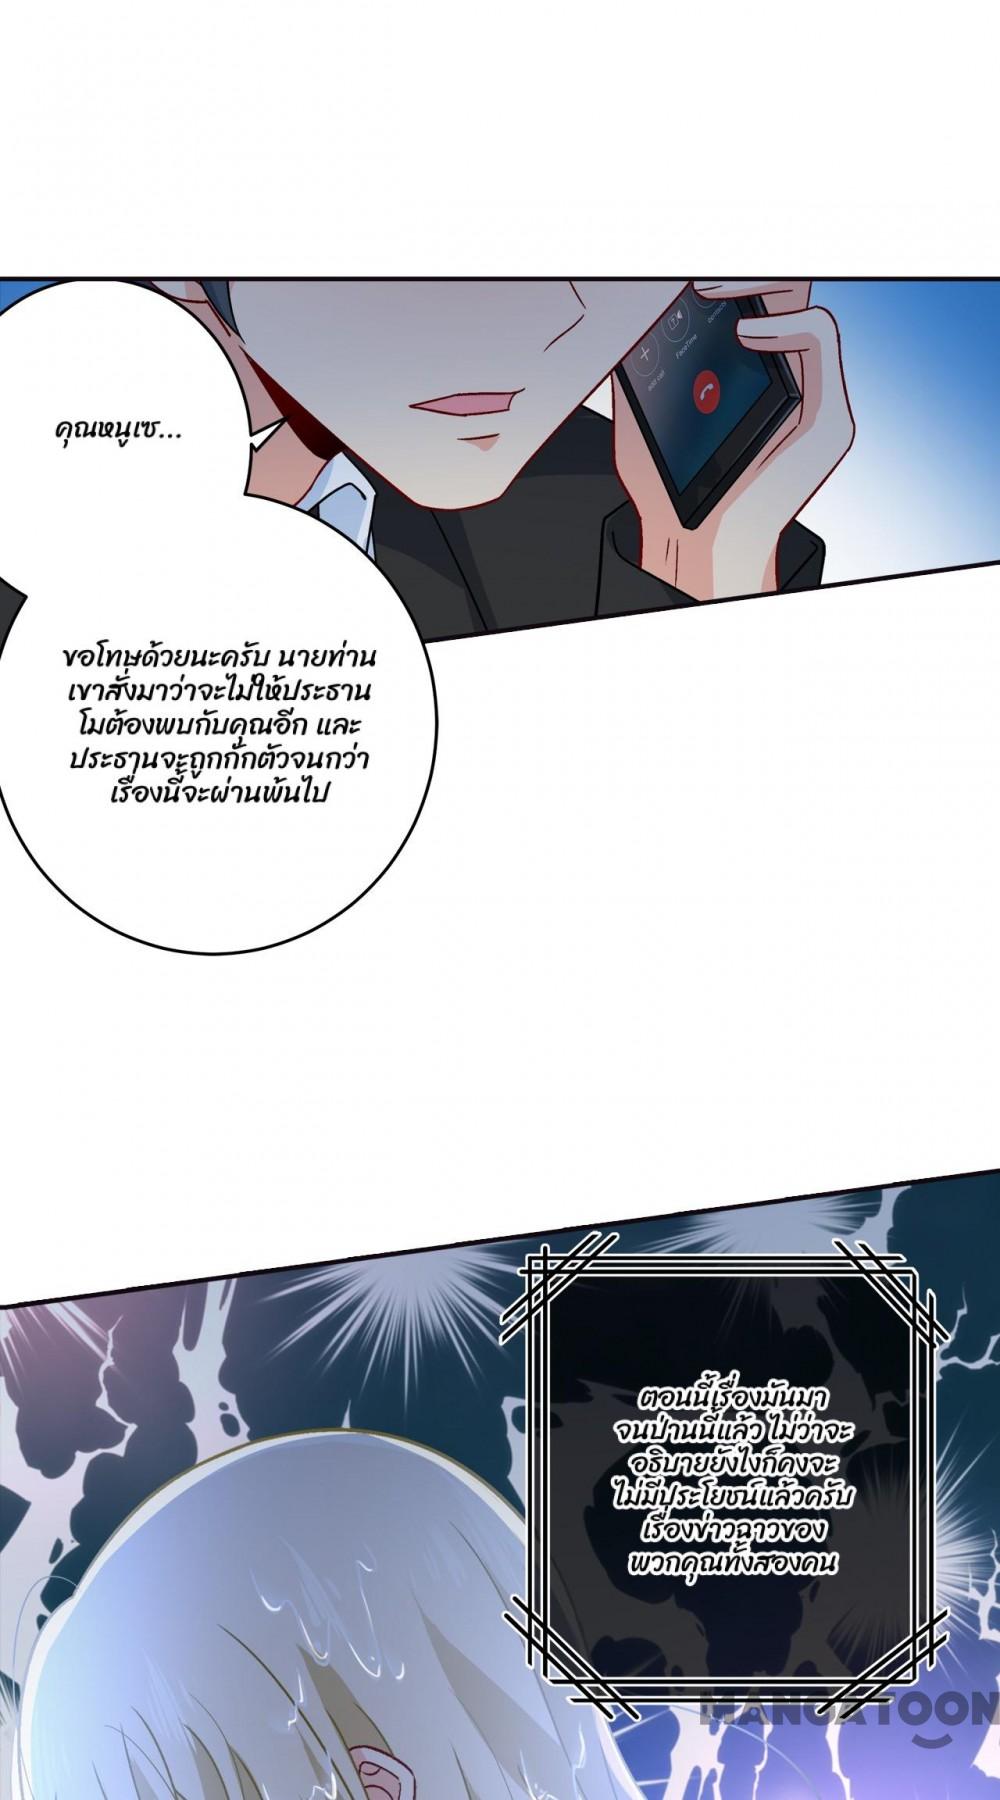 คุณหนูเซ...
add call
FaceTime
contacts
ขอโทษด้วยนะครับ นายท่าน
เขาสั่งมาว่าจะไม่ให้ประธาน
โมต้องพบกับคุณอีก และ
ประธานจะถูกกักตัวจนกว่า
เรื่องนี้จะผ่านพ้นไป
ตอนนี้เรื่องมันมา
จนป่านนี้แล้ว ไม่ว่าจะ
อธิบายยังไงก็คงจะ
ไม่มีประโยชน์แล้วครับ
เรื่องข่าวฉาวของ
พวกคุณทั้งสองคน
MANGATOON